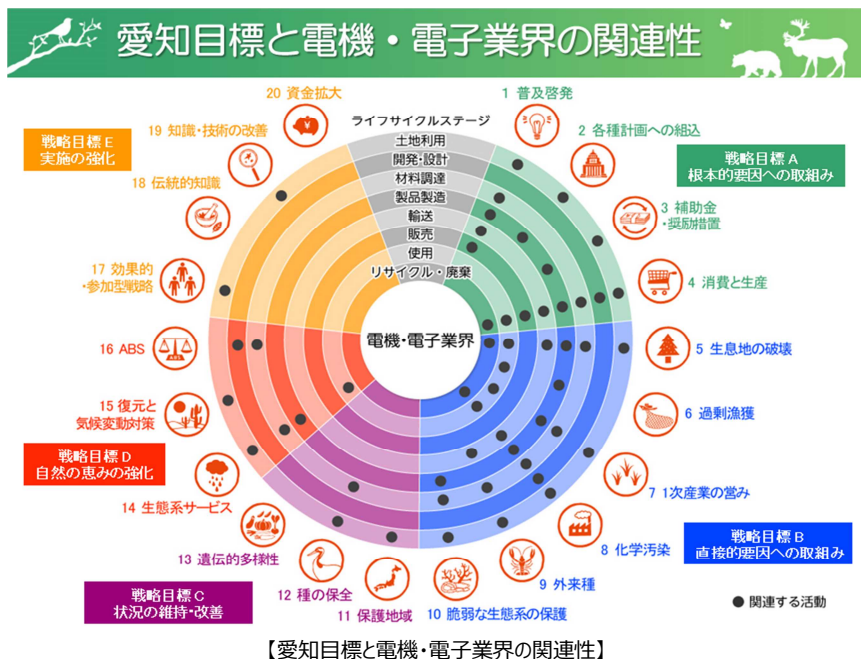 愛知目標と電機・電子業界の関連性
ライフサイクルステージ
土地利用
開発・設計
材料調達
製品製造
輸送
販売
使用
リサイクル・廃棄
電機・電子業界
戦略目標A
根本的要因への取組み
1 普及啓発
2 各種計画への組込
3 補助金
・奨励措置
4 消費と生産
5 生息地の破壊
6 過剰漁獲
7 1次産業の営み
8 化学汚染
9 外来種
10 脆弱な生態系の保護
戦略目標B
直接的要因への取組み
11 保護地域
12 種の保全
13 遺伝的多様性
戦略目標C
状況の維持・改善
14 生態系サービス
15 復元と
気候変動対策
16 ABS
ABS
戦略目標D
自然の恵みの強化
17 効果的
・参加型戦略
18 伝統的知識
19 知識・技術の改善
20 資金拡大
戦略目標E
実施の強化
● 関連する活動
【愛知目標と電機・電子業界の関連性】